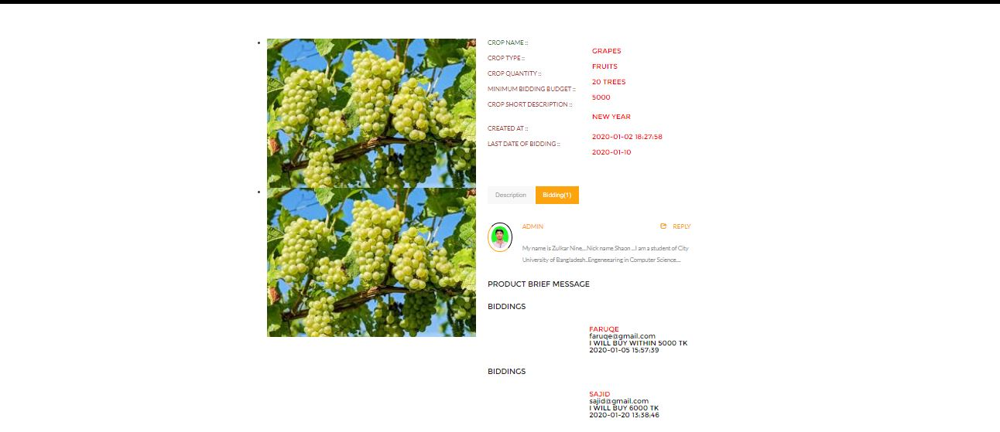 CROP NAME ::
GRAPES
CROP TYPE ::
FRUITS
CROP QUANTITY ::
20 TREES
MINIMUM BIDDING BUDGET ::
5000
CROP SHORT DESCRIPTION ::
NEW YEAR
CREATED AT ::
2020-01-02 18:27:58
LAST DATE OF BIDDING ::
2020-01-10
Description Bidding(1)
ADMIN REPLY
My name is Zulkar Nine....Nick name Shaon ...I am a student of City
University of Bangladesh..Engeneearing in Computer Science....
PRODUCT BRIEF MESSAGE
BIDDINGS
FARUQE
faruqe@gmail.com
I WILL BUY WITHIN 5000 TK
2020-01-05 15:57:39
BIDDINGS
SAJID
sajid@gmail.com
I WILL BUY 6000 TK
2020-01-20 13:38:46